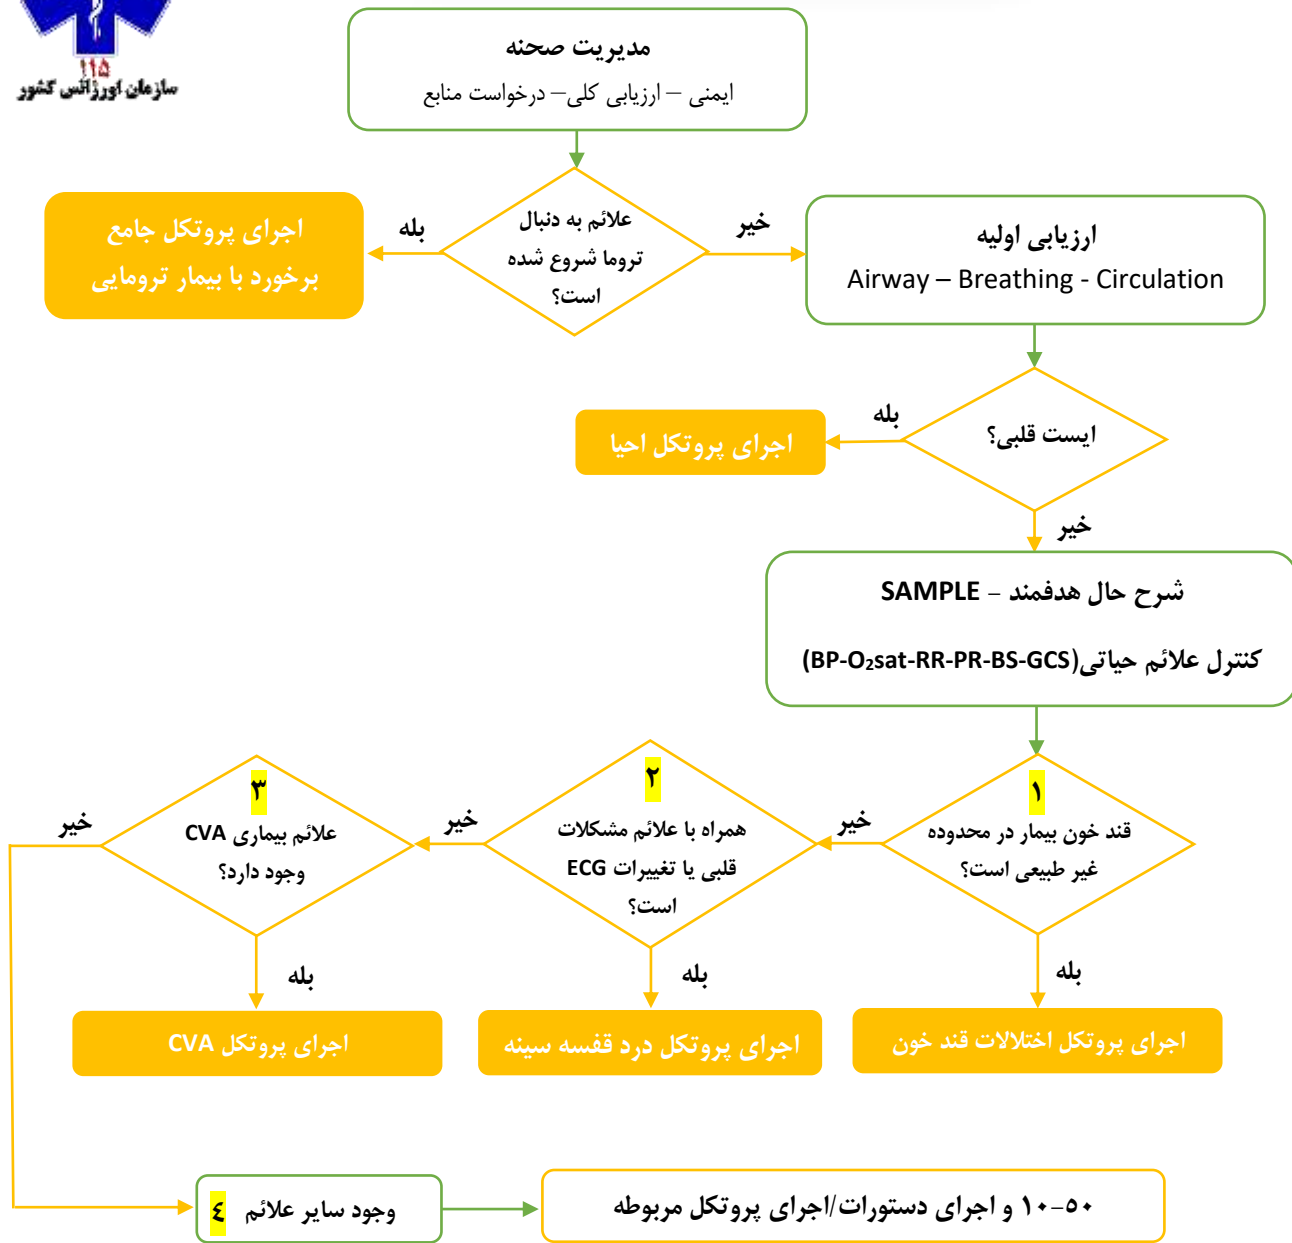 ۱۱۵
سازمان اورژانس کشور
مدیریت صحنه
ایمنی – ارزیابی کلی – درخواست منابع
علائم به دنبال
تروما شروع شده
است؟
بله
خیر
اجرای پروتکل جامع
برخورد با بیمار ترومایی
ارزیابی اولیه
Airway – Breathing - Circulation
ایست قلبی؟
بله
اجرای پروتکل احیا
خیر
شرح حال هدفمند – SAMPLE
کنترل علائم حیاتی(BP-O₂sat-RR-PR-BS-GCS)
۱
قند خون بیمار در محدوده
غیر طبیعی است؟
خیر
بله
اجرای پروتکل اختلالات قند خون
۲
همراه با علائم مشکلات
قلبی یا تغییرات ECG
است؟
خیر
بله
اجرای پروتکل درد قفسه سینه
۳
علائم بیماری CVA
وجود دارد؟
خیر
بله
اجرای پروتکل CVA
وجود سایر علائم ٤
۱۰-۵۰ و اجرای دستورات/اجرای پروتکل مربوطه